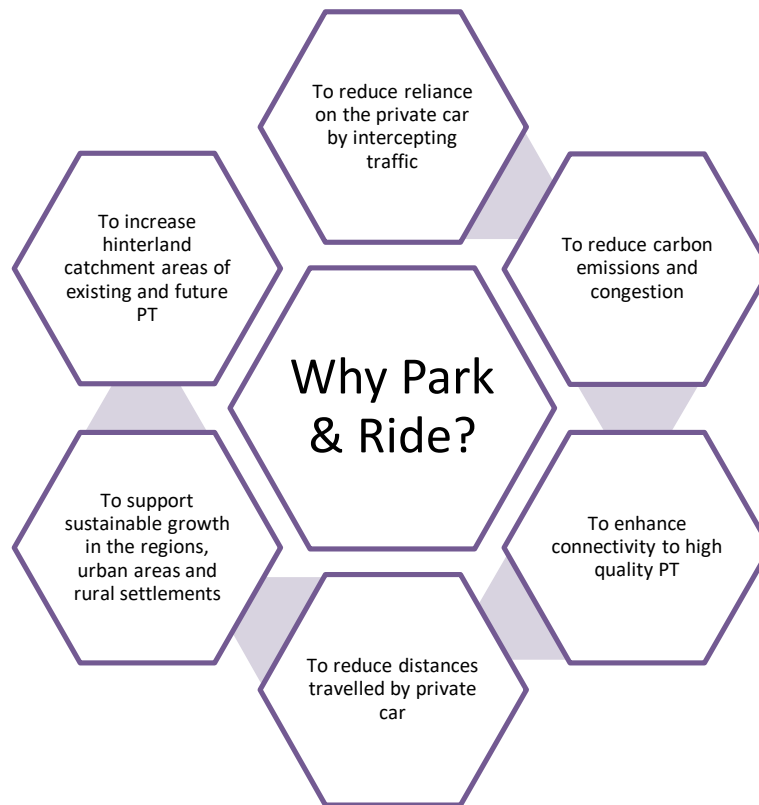 To reduce reliance
on the private car
by intercepting
traffic
To increase
hinterland
catchment areas of
existing and future
PT
To reduce carbon
emissions and
congestion
Why Park
& Ride?
To support
sustainable growth
in the regions,
urban areas and
rural settlements
To enhance
connectivity to high
quality PT
To reduce distances
travelled by private
car